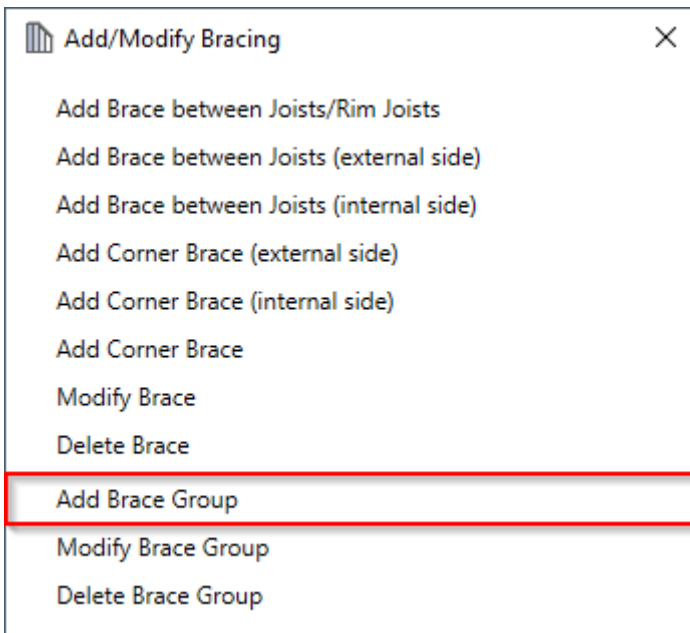 Add/Modify Bracing
Add Brace between Joists/Rim Joists
Add Brace between Joists (external side)
Add Brace between Joists (internal side)
Add Corner Brace (external side)
Add Corner Brace (internal side)
Add Corner Brace
Modify Brace
Delete Brace
Add Brace Group
Modify Brace Group
Delete Brace Group